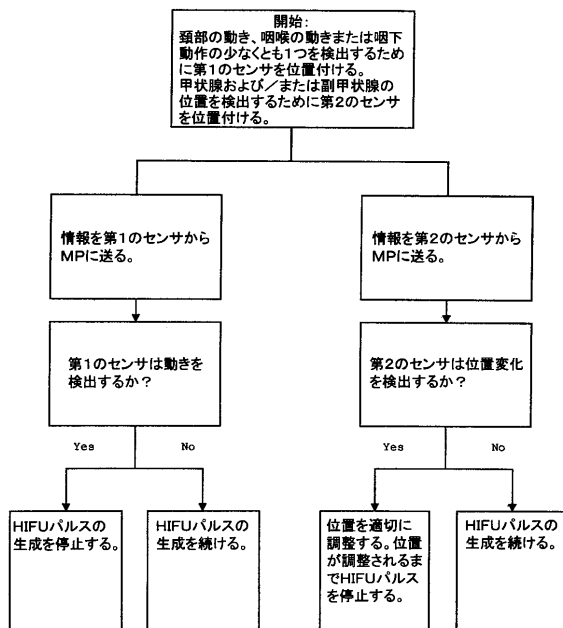 開始:
頚部の動き、咽喉の動きまたは咽下
動作の少なくとも1つを検出するため
に第1のセンサを位置付ける。
甲状腺および/または副甲状腺の
位置を検出するために第2のセンサ
を位置付ける。
情報を第1のセンサから
MPに送る。
情報を第2のセンサから
MPに送る。
第1のセンサは動きを
検出するか?
第2のセンサは位置変化
を検出するか?
Yes
No
Yes
No
HIFUパルスの
生成を停止する。
HIFUパルスの
生成を続ける。
位置を適切に
調整する。位置
が調整されるま
でHIFUパルス
を停止する。
HIFUパルスの
生成を続ける。